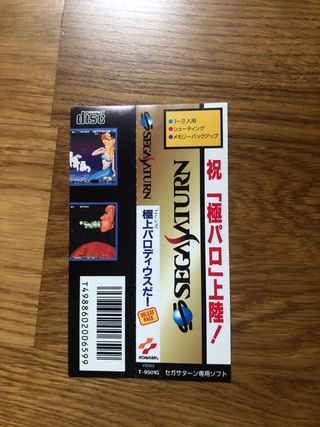 COMPACT
disc
T4988602006599
SEGA SATURN
極上パロディウスだー!
DELUXE PACK
KONAMI
T-9501G
1〜2人用
シューティング
メモリーバックアップ
SEGA SATURN
セガサターン専用ソフト
祝「極パロ」上陸!